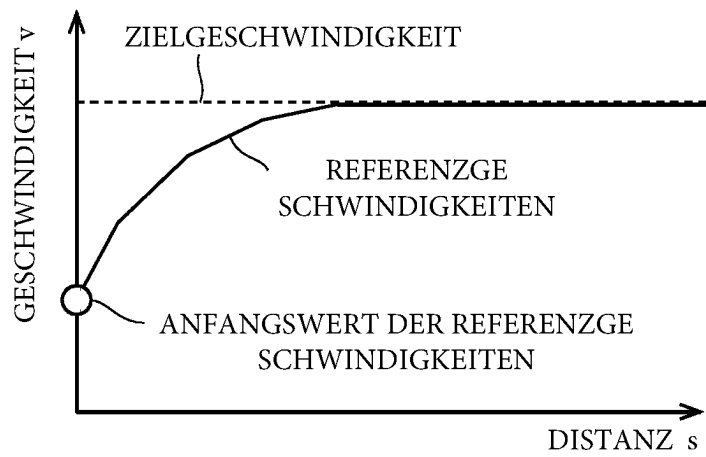 ZIELGESCHWINDIGKEIT
GESCHWINDIGKEIT v
REFERENZGE
SCHWINDIGKEITEN
ANFANGSWERT DER REFERENZGE
SCHWINDIGKEITEN
DISTANZ s